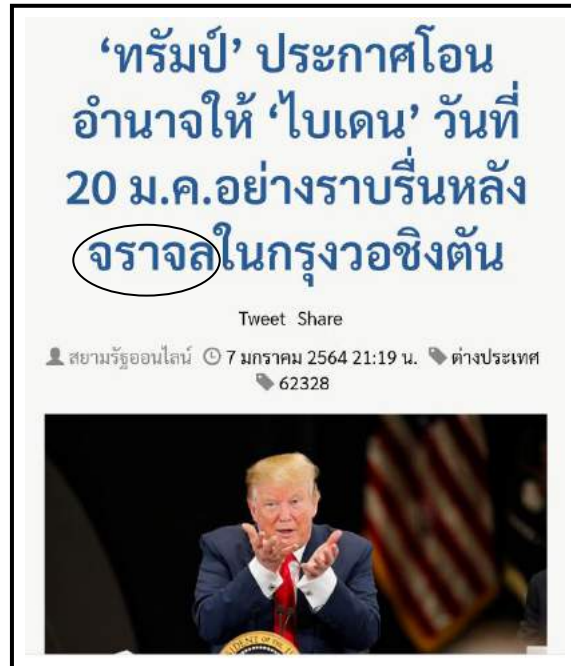 ‘ทรัมป์’ ประกาศโอน
อำนาจให้ ‘ไบเดน’ วันที่
20 ม.ค.อย่างราบรื่นหลัง
จราจลในกรุงวอชิงตัน
Tweet Share
สยามรัฐออนไลน์ 7 มกราคม 2564 21:19 น. ต่างประเทศ
62328